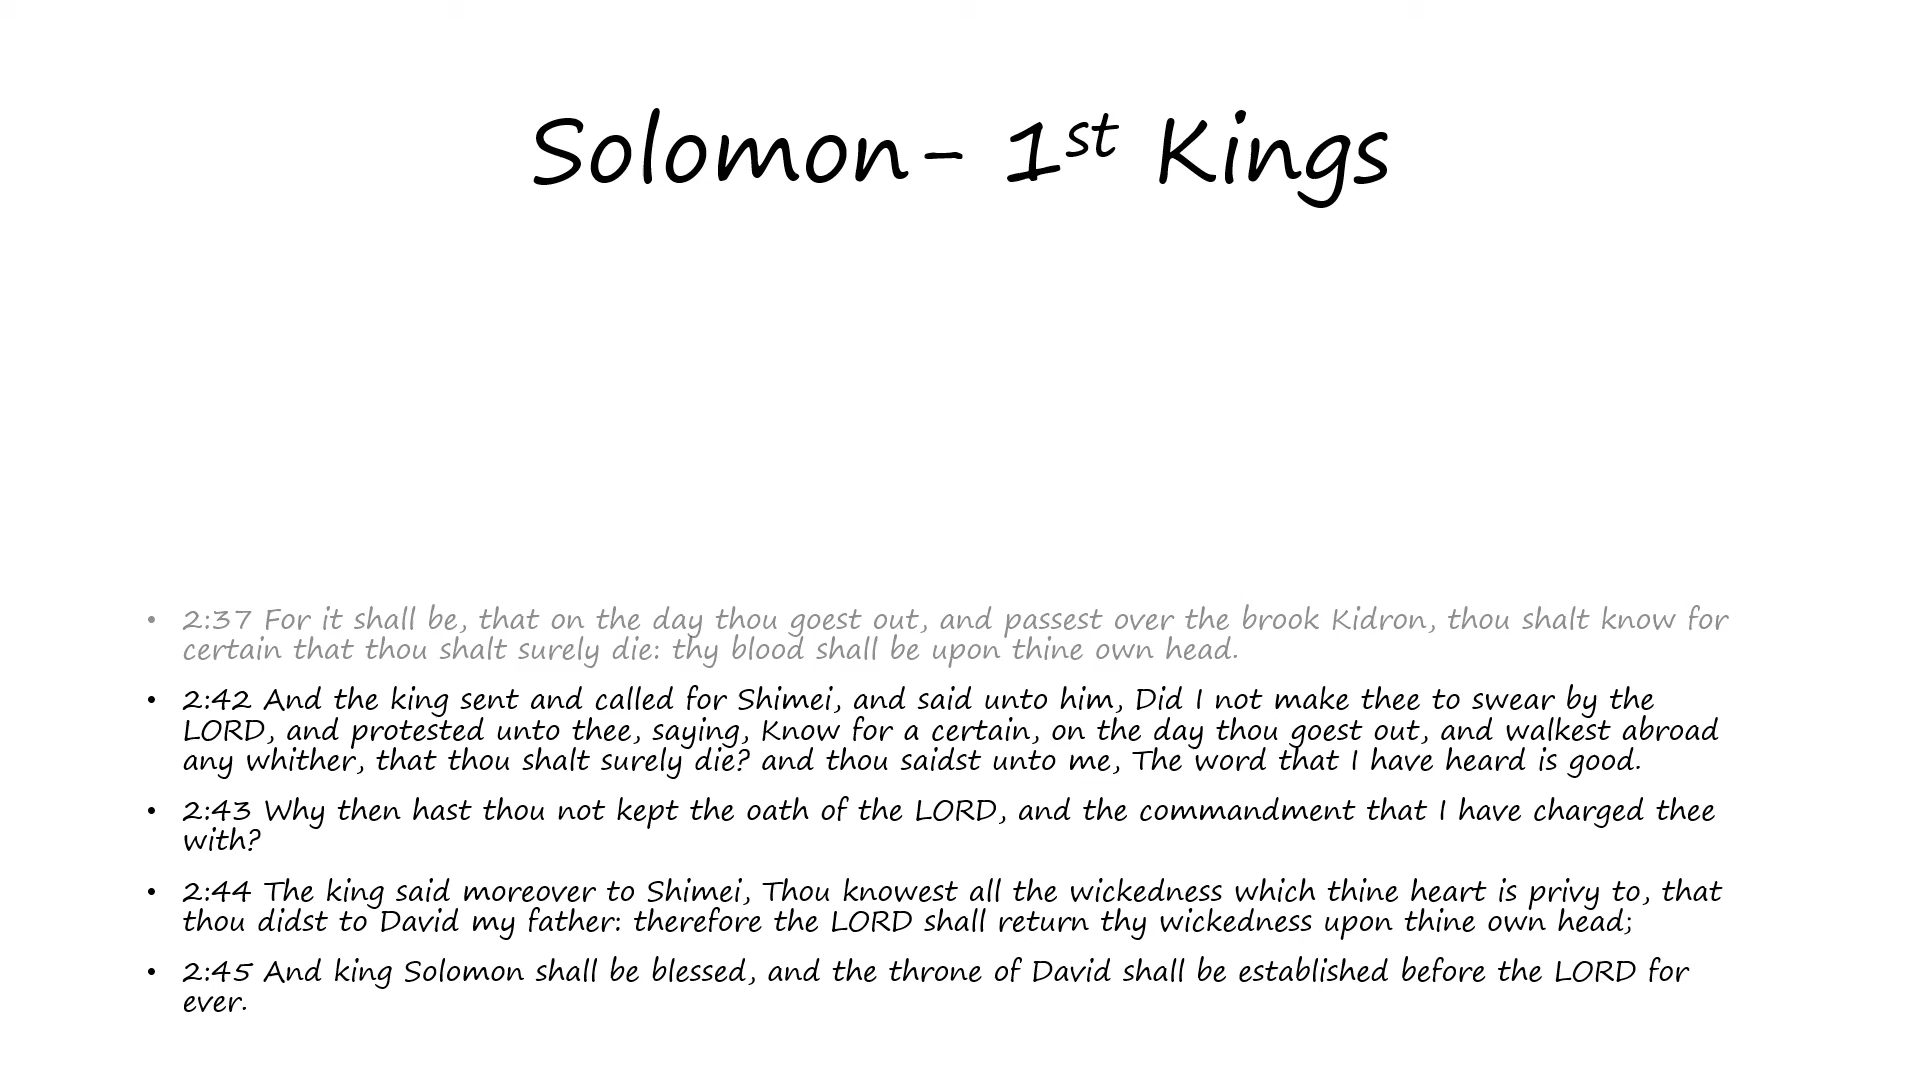 Solomon- 1st Kings
• 2:37 For it shall be, that on the day thou goest out, and passest over the brook Kidron, thou shalt know for
certain that thou shalt surely die: thy blood shall be upon thine own head.
• 2:42 And the king sent and called for Shimei, and said unto him, Did I not make thee to swear by the
LORD, and protested unto thee, saying, Know for a certain, on the day thou goest out, and walkest abroad
any whither, that thou shalt surely die? and thou saidst unto me, The word that I have heard is good.
• 2:43 Why then hast thou not kept the oath of the LORD, and the commandment that I have charged thee
with?
• 2:44 The king said moreover to Shimei, Thou knowest all the wickedness which thine heart is privy to, that
thou didst to David my father: therefore the LORD shall return thy wickedness upon thine own head;
• 2:45 And king Solomon shall be blessed, and the throne of David shall be established before the LORD for
ever.